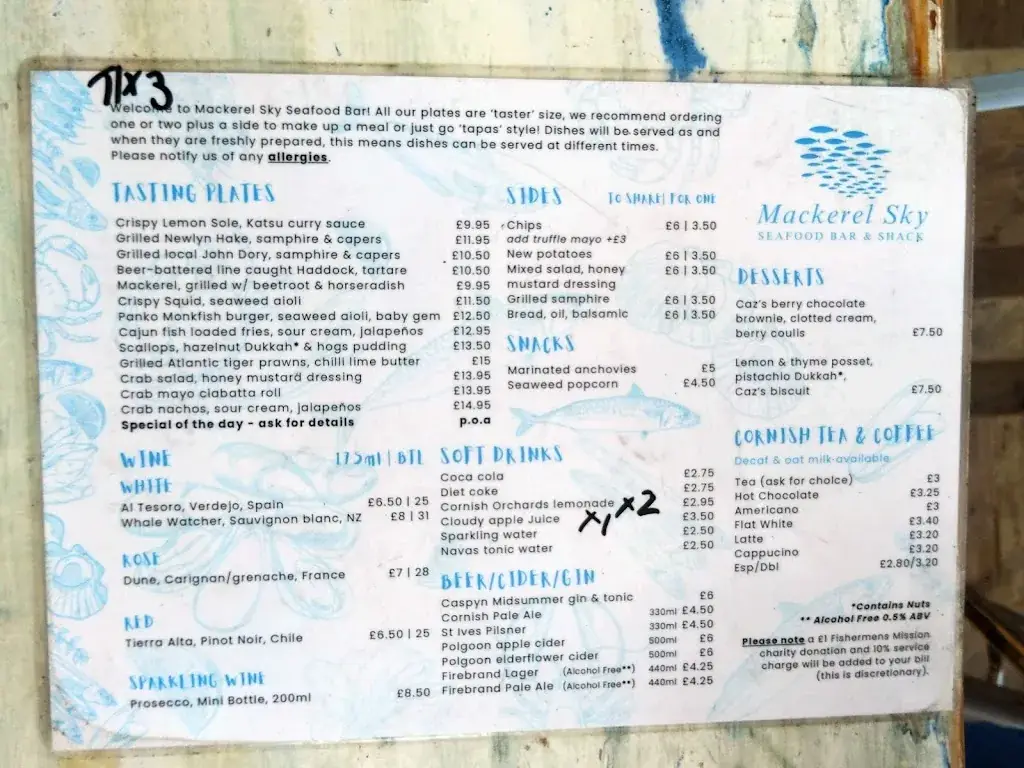 π x 3
Welcome to Mackerel Sky Seafood Bar! All our plates are 'taster' size, we recommend ordering
one or two plus a side to make up a meal or just go 'tapas' style! Dishes will be served as and
when they are freshly prepared, this means dishes can be served at different times.
Please notify us of any allergies.
TASTING PLATES
Crispy Lemon Sole, Katsu curry sauce £9.95
Grilled Newlyn Hake, samphire & capers £11.95
Grilled local John Dory, samphire & capers £10.50
Beer-battered line caught Haddock, tartare £10.50
Mackerel, grilled w/ beetroot & horseradish £9.95
Crispy Squid, seaweed aioli £11.50
Panko Monkfish burger, seaweed aioli, baby gem £12.50
Cajun fish loaded fries, sour cream, jalapeños £12.95
Scallops, hazelnut Dukkah* & hogs pudding £13.50
Grilled Atlantic tiger prawns, chilli lime butter £15
Crab salad, honey mustard dressing £13.95
Crab mayo ciabatta roll £13.95
Crab nachos, sour cream, jalapeños £14.95
Special of the day - ask for details p.o.a
SIDES TO SHARE| FOR ONE
Chips £6 | 3.50
add truffle mayo +£3
New potatoes £6 | 3.50
Mixed salad, honey £6 | 3.50
mustard dressing
Grilled samphire £6 | 3.50
Bread, oil, balsamic £6 | 3.50
SNACKS
Marinated anchovies £5
Seaweed popcorn £4.50
WINE 175ml | BTL
WHITE
Al Tesoro, Verdejo, Spain £6.50 | 25
Whale Watcher, Sauvignon blanc, NZ £8 | 31
ROSE
Dune, Carignan/grenache, France £7 | 28
RED
Tierra Alta, Pinot Noir, Chile £6.50 | 25
SPARKLING WINE
Prosecco, Mini Bottle, 200ml £8.50
SOFT DRINKS
Coca cola £2.75
Diet coke £2.75
Cornish Orchards lemonade £2.95
Cloudy apple Juice £3.50
Sparkling water £2.50
Navas tonic water £2.50
x1 x2
BEER/CIDER/GIN
Caspyn Midsummer gin & tonic £6
Cornish Pale Ale 330ml £4.50
St Ives Pilsner 330ml £4.50
Polgoon apple cider 500ml £6
Polgoon elderflower cider 500ml £6
Firebrand Lager (Alcohol Free**) 440ml £4.25
Firebrand Pale Ale (Alcohol Free**) 440ml £4.25
Mackerel Sky
SEAFOOD BAR & SHACK
DESSERTS
Caz's berry chocolate
brownie, clotted cream,
berry coulis £7.50
Lemon & thyme posset,
pistachio Dukkah*,
Caz's biscuit £7.50
CORNISH TEA & COFFEE
Decaf & oat milk available
Tea (ask for choice) £3
Hot Chocolate £3.25
Americano £3
Flat White £3.40
Latte £3.20
Cappucino £3.20
Esp/Dbl £2.80/3.20
*Contains Nuts
** Alcohol Free 0.5% ABV
Please note a £1 Fishermens Mission
charity donation and 10% service
charge will be added to your bill
(this is discretionary).